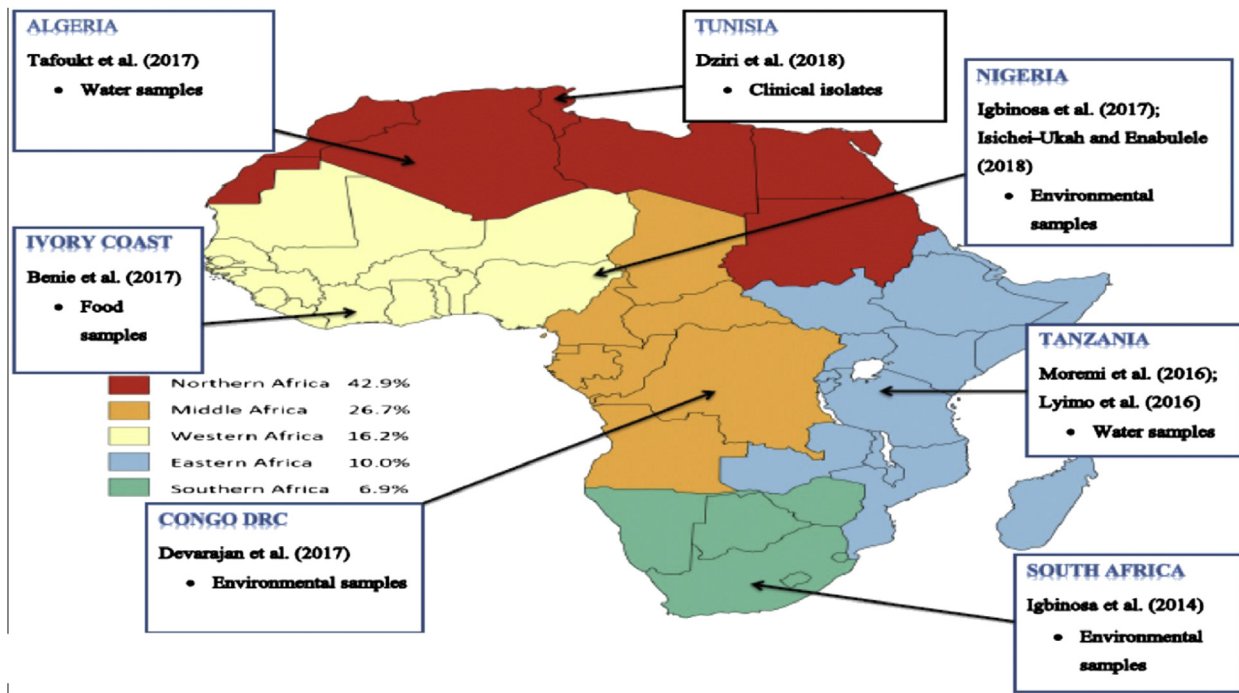 ALGERIA
Tafoukt et al. (2017)
• Water samples
TUNISIA
Dziri et al. (2018)
• Clinical isolates
NIGERIA
Igbinosa et al. (2017);
Isichei–Ukah and Enabulele
(2018)
• Environmental
samples
IVORY COAST
Benie et al. (2017)
• Food
samples
TANZANIA
Moremi et al. (2016);
Lyimo et al. (2016)
• Water samples
Northern Africa 42.9%
Middle Africa 26.7%
Western Africa 16.2%
Eastern Africa 10.0%
Southern Africa 6.9%
CONGO DRC
Devarajan et al. (2017)
• Environmental samples
SOUTH AFRICA
Igbinosa et al. (2014)
• Environmental
samples